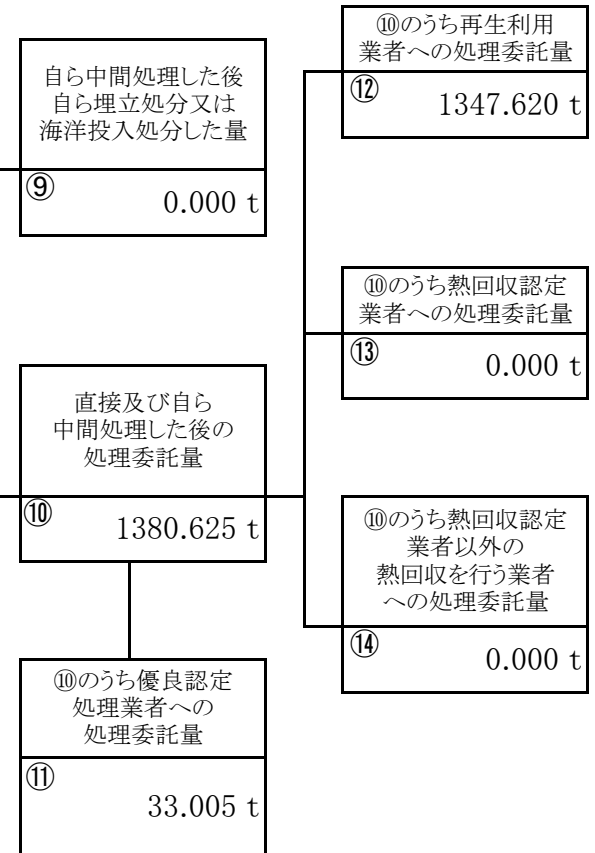 自ら中間処理した後
自ら埋立処分又は
海洋投入処分した量
⑨
0.000 t
直接及び自ら
中間処理した後の
処理委託量
⑩
1380.625 t
⑩のうち優良認定
処理業者への
処理委託量
⑪
33.005 t
⑩のうち再生利用
業者への処理委託量
⑫
1347.620 t
⑩のうち熱回収認定
業者への処理委託量
⑬
0.000 t
⑩のうち熱回収認定
業者以外の
熱回収を行う業者
への処理委託量
⑭
0.000 t